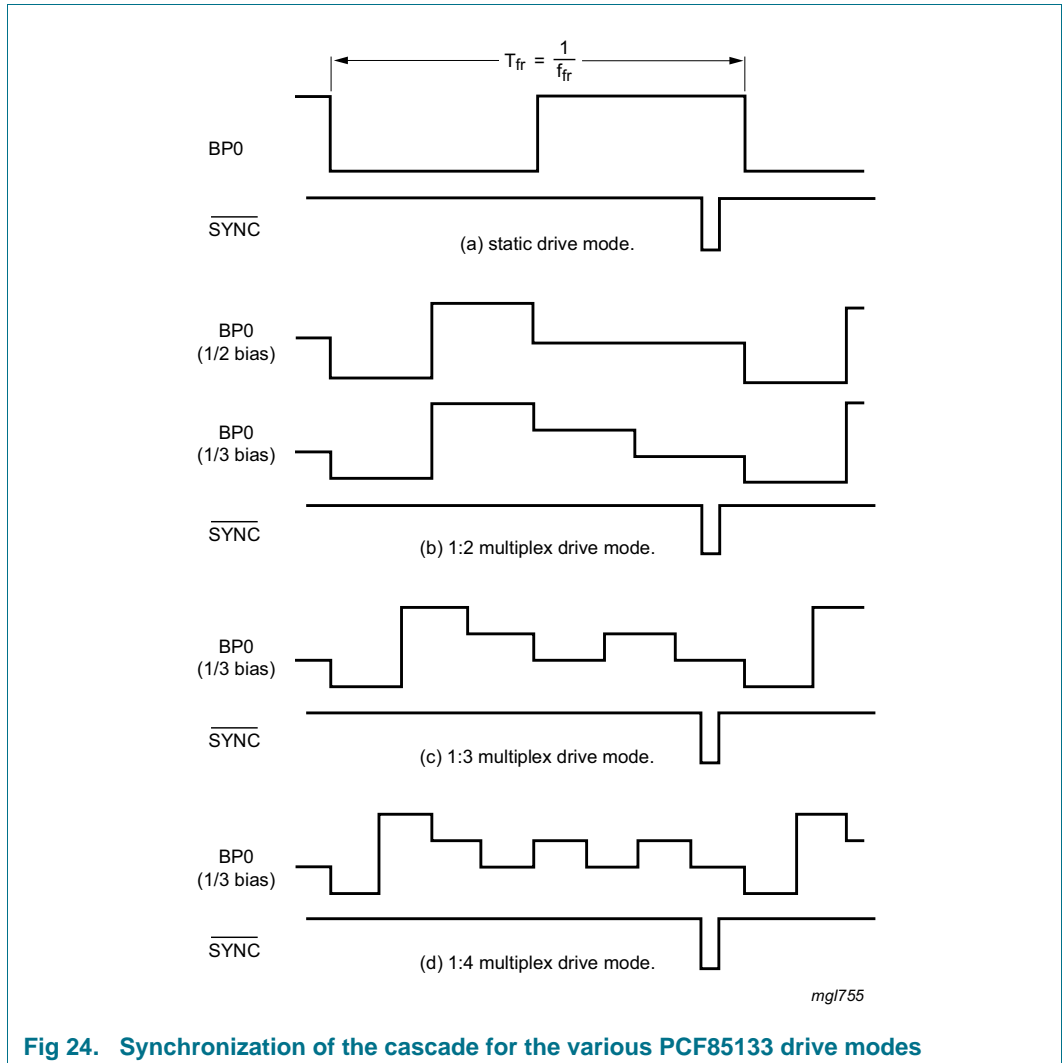 Tfr = 1
ffr
BP0
SYNC
(a) static drive mode.
BP0
(1/2 bias)
BP0
(1/3 bias)
SYNC
(b) 1:2 multiplex drive mode.
BP0
(1/3 bias)
SYNC
(c) 1:3 multiplex drive mode.
BP0
(1/3 bias)
SYNC
(d) 1:4 multiplex drive mode.
mgl755
Fig 24. Synchronization of the cascade for the various PCF85133 drive modes